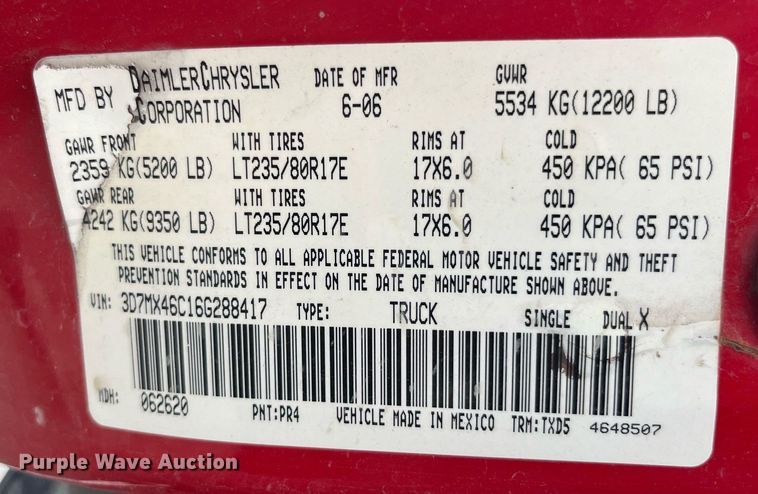 MFD BY DAIMLERCHRYSLER CORPORATION DATE OF MFR 6-06 GVWR 5534 KG(12200 LB)
GAWR FRONT WITH TIRES RIMS AT COLD
2359 KG(5200 LB) LT235/80R17E 17X6.0 450 KPA( 65 PSI)
GAWR REAR WITH TIRES RIMS AT COLD
4242 KG(9350 LB) LT235/80R17E 17X6.0 450 KPA( 65 PSI)
THIS VEHICLE CONFORMS TO ALL APPLICABLE FEDERAL MOTOR VEHICLE SAFETY AND THEFT
PREVENTION STANDARDS IN EFFECT ON THE DATE OF MANUFACTURE SHOWN ABOVE.
VIN: 3D7MX46C16G288417 TYPE: TRUCK SINGLE DUAL X
MDH: 062620 PNT:PR4 VEHICLE MADE IN MEXICO TRM:TXD5 4648507
Purple Wave Auction